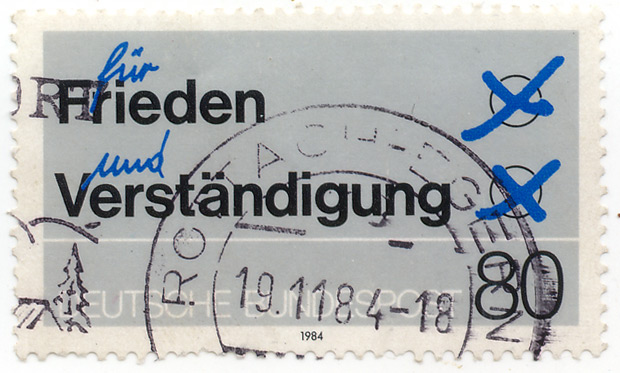 für
Frieden
und
Verständigung
80
DEUTSCHE BUNDESPOST
1984
19.11.84-18